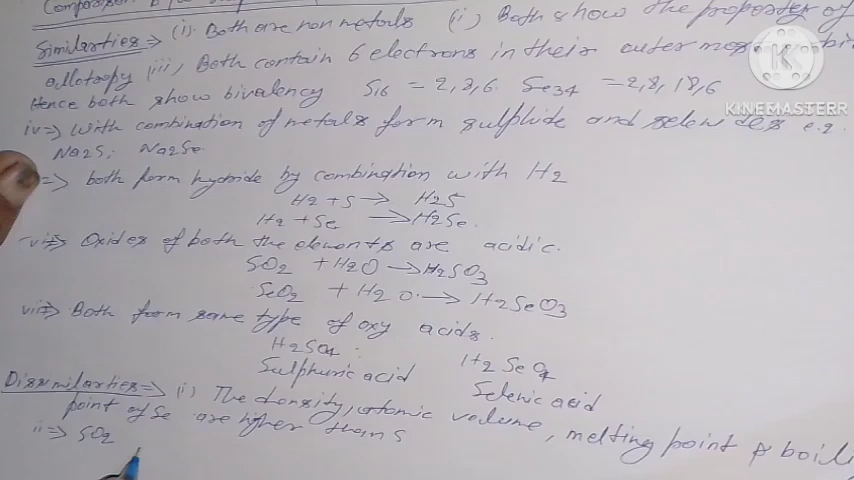 Similarties => (i) Both are non metals (ii) Both show the property of
allotropy (iii) Both contain 6 electrons in their outer most
Hence both show bivalency S16 = 2,8,6. Se34 = 2,8,18,6
iv => With combination of metals form sulphide and e.g.
Na2S; Na2Se
=> both form hydride by combination with H2
H2 + S -> H2S
H2 + Se -> H2Se.
vi => Oxides of both the elements are acidic.
SO2 + H2O -> H2SO3
SeO2 + H2O -> H2SeO3
vii => Both form same type of oxy acids.
H2SO4 H2SeO4
Sulphuric acid Selenic acid
Dissimilarties => (i) The density, atomic volume, melting point & boili
point of Se are higher than S
ii => SO2
KINEMASTERR